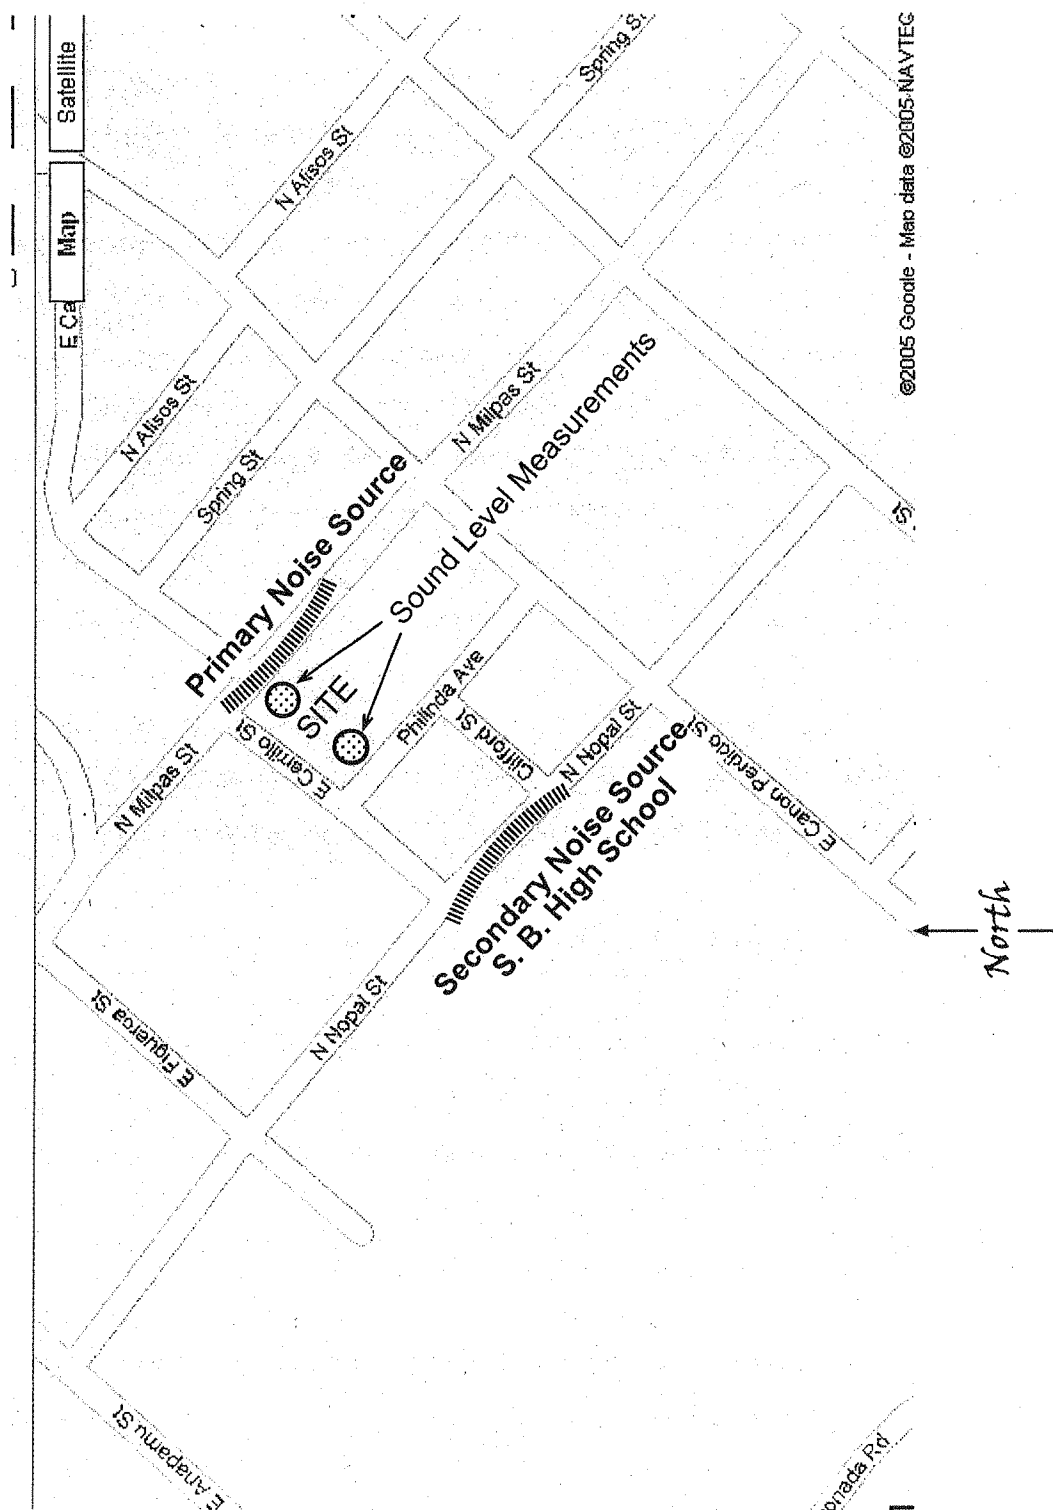 Satellite
Map
E Ca
N Alisos St
Spring St
N Alisos St
Spring St
N Milpas St
Primary Noise Source
Sound Level Measurements
SITE
N Milpas St
E Carrillo St
Philinda Ave
Clifford St
N Nopal St
Secondary Noise Source
S. B. High School
E Canon Perdido St
E Figueroa St
N Nopal St
E Anapamu St
onada Rd
©2005 Google - Map data ©2005 NAVTEQ
North